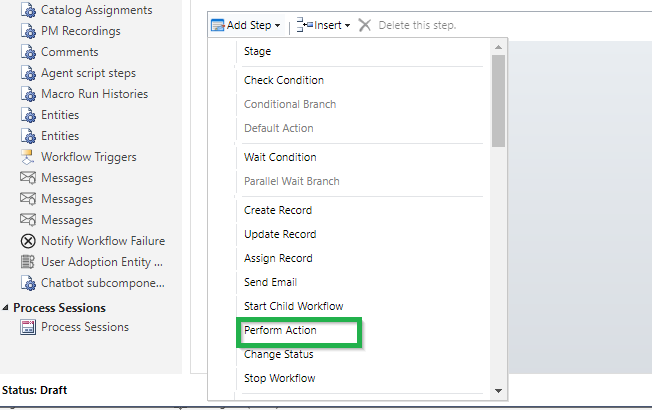 Catalog Assignments
PM Recordings
Comments
Agent script steps
Macro Run Histories
Entities
Entities
Workflow Triggers
Messages
Messages
Messages
Notify Workflow Failure
User Adoption Entity ...
Chatbot subcompone...
Process Sessions
Process Sessions
Status: Draft
Add Step
Insert
Delete this step.
Stage
Check Condition
Conditional Branch
Default Action
Wait Condition
Parallel Wait Branch
Create Record
Update Record
Assign Record
Send Email
Start Child Workflow
Perform Action
Change Status
Stop Workflow